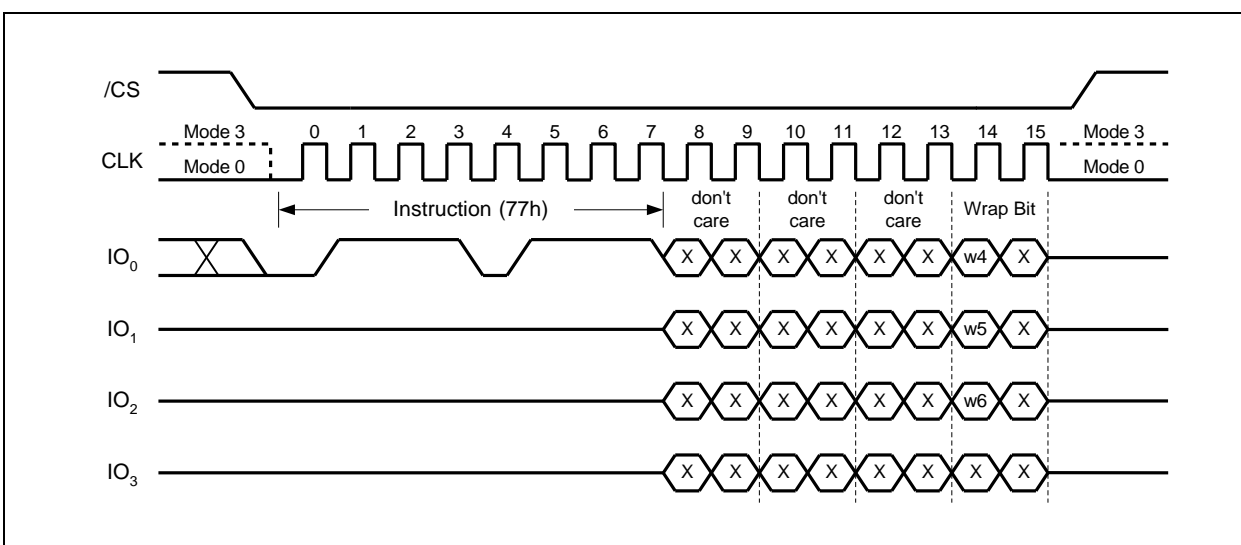 /CS
Mode 3 0 1 2 3 4 5 6 7 8 9 10 11 12 13 14 15 Mode 3
CLK
Mode 0 Mode 0
Instruction (77h) don't care don't care don't care Wrap Bit
IO0 X X X X X X w4 X
IO1 X X X X X X w5 X
IO2 X X X X X X w6 X
IO3 X X X X X X X X